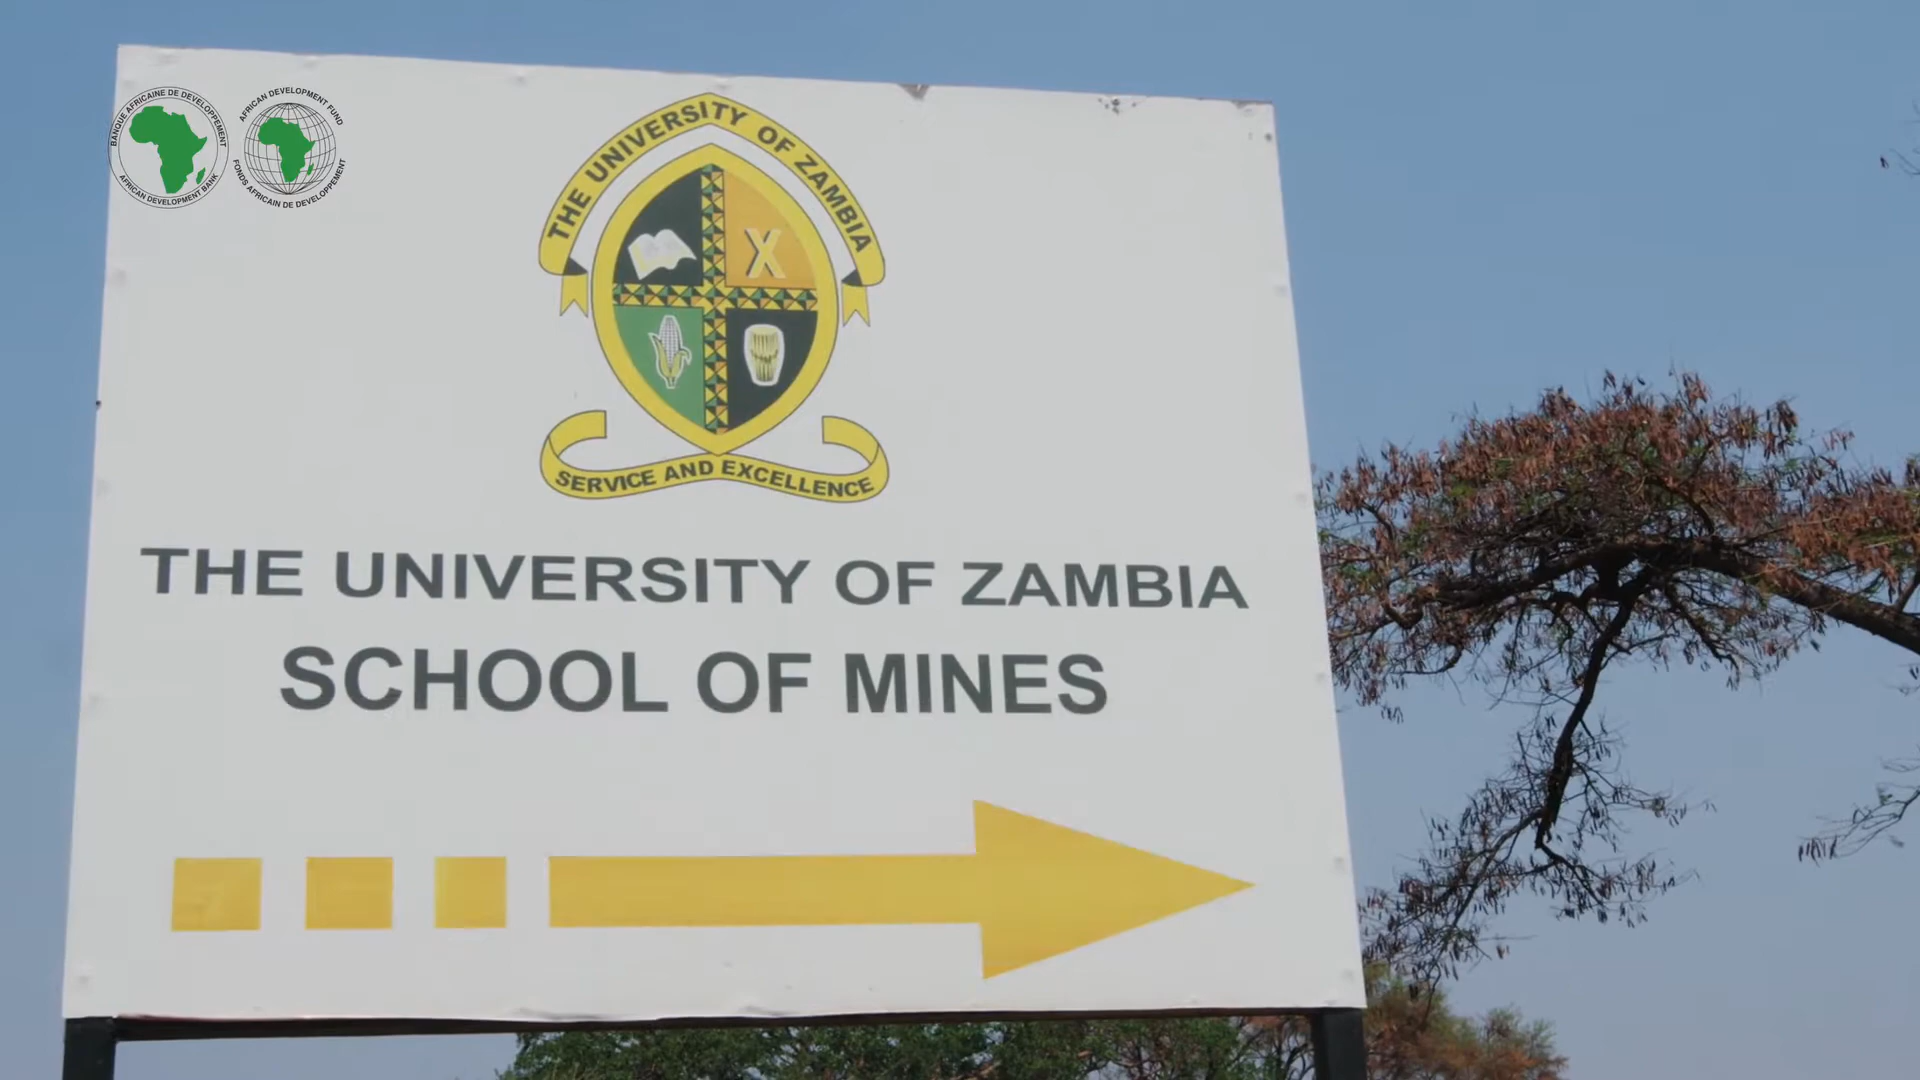 BANQUE AFRICAINE DE DEVELOPPEMENT
AFRICAN DEVELOPMENT BANK
AFRICAN DEVELOPMENT FUND
FONDS AFRICAIN DE DEVELOPPEMENT
THE UNIVERSITY OF ZAMBIA
SERVICE AND EXCELLENCE
THE UNIVERSITY OF ZAMBIA
SCHOOL OF MINES